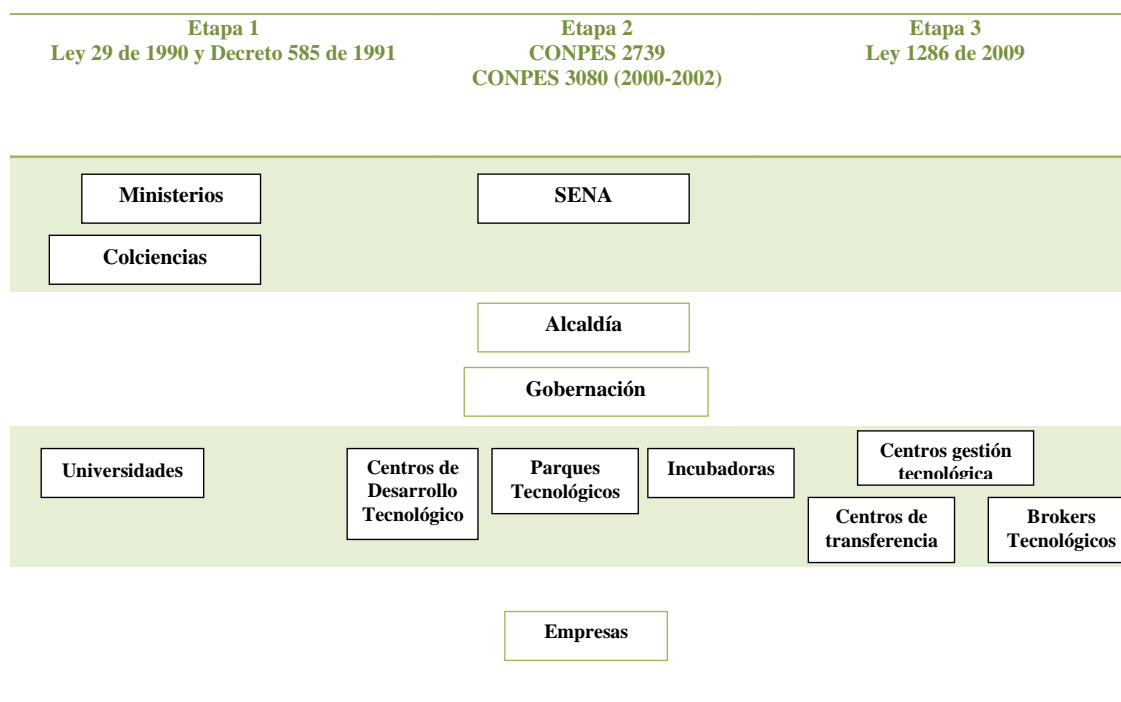 Etapa 1
Ley 29 de 1990 y Decreto 585 de 1991
Etapa 2
CONPES 2739
CONPES 3080 (2000-2002)
Etapa 3
Ley 1286 de 2009
Ministerios
SENA
Colciencias
Alcaldía
Gobernación
Universidades
Centros de
Desarrollo
Tecnológico
Parques
Tecnológicos
Incubadoras
Centros gestión
tecnológica
Centros de
transferencia
Brokers
Tecnológicos
Empresas